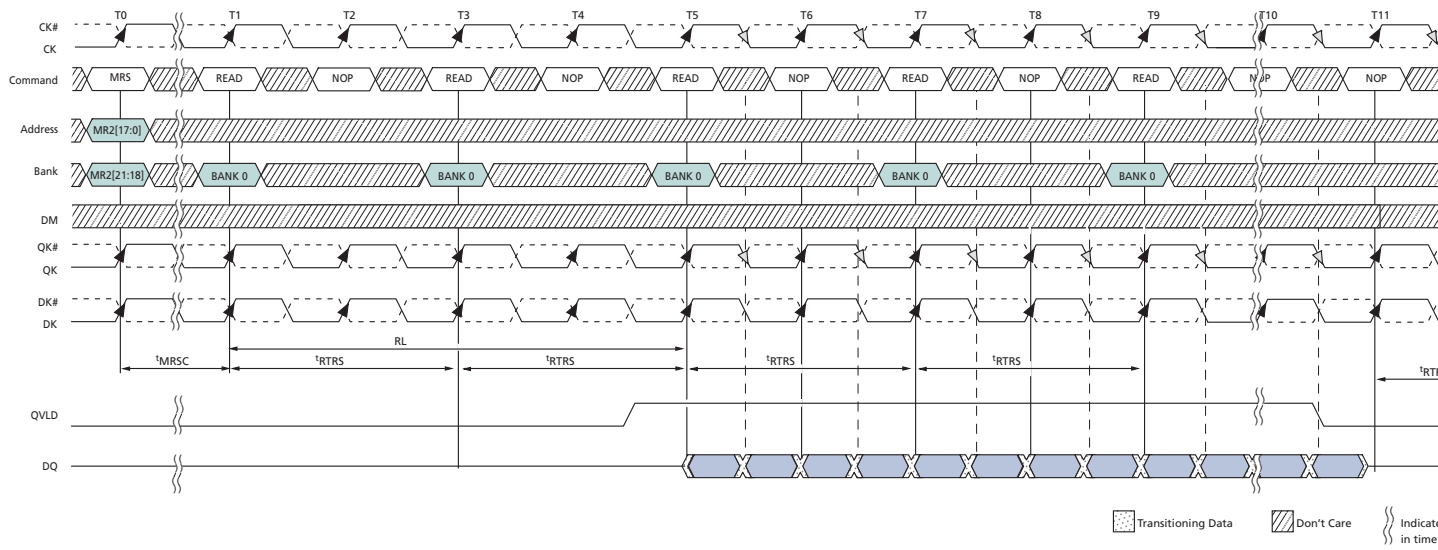 T0 T1 T2 T3 T4 T5 T6 T7 T8 T9 T10 T11
CK#
CK
Command MRS READ NOP READ NOP READ NOP READ NOP READ NOP NOP
Address MR2[17:0]
Bank MR2[21:18] BANK 0 BANK 0 BANK 0 BANK 0 BANK 0
DM
QK#
QK
DK#
DK
RL
tMRSC tRTRS tRTRS tRTRS tRTRS
QVLD
DQ
Transitioning Data Don't Care
in time